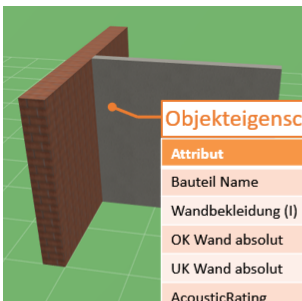 Objekteigensc
Attribut
Bauteil Name
Wandbekleidung (I)
OK Wand absolut
UK Wand absolut
AcousticRating